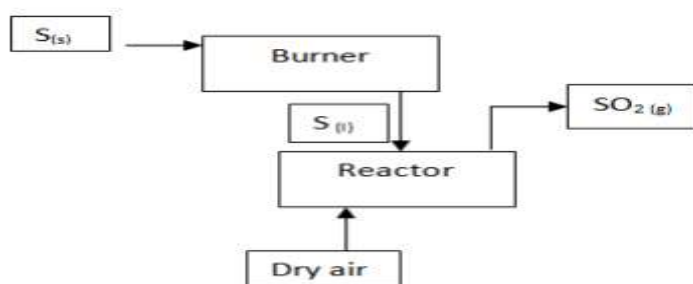 S(s)
Burner
S (l)
SO₂ (g)
Reactor
Dry air